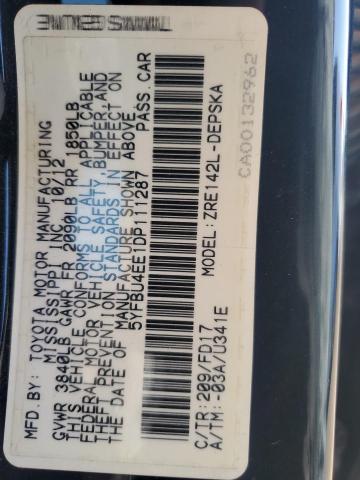 MFD.BY: TOYOTA MOTOR MANUFACTURING
MISSISSIPPI, INC. 10/12
GVWR 3840LB GAWR FR 2090LB RR 1850LB
THIS VEHICLE CONFORMS TO ALL APPLICABLE
FEDERAL MOTOR VEHICLE SAFETY, BUMPER, AND
THEFT PREVENTION STANDARDS IN EFFECT
ON THE DATE OF MANUFACTURE SHOWN ABOVE.
5YFBU4EE1DP111287 PASS.CAR
MODEL: ZRE142L-DEPSKA
C/TR: 209/FD17
A/TM: -03A/U341E
CA00132962